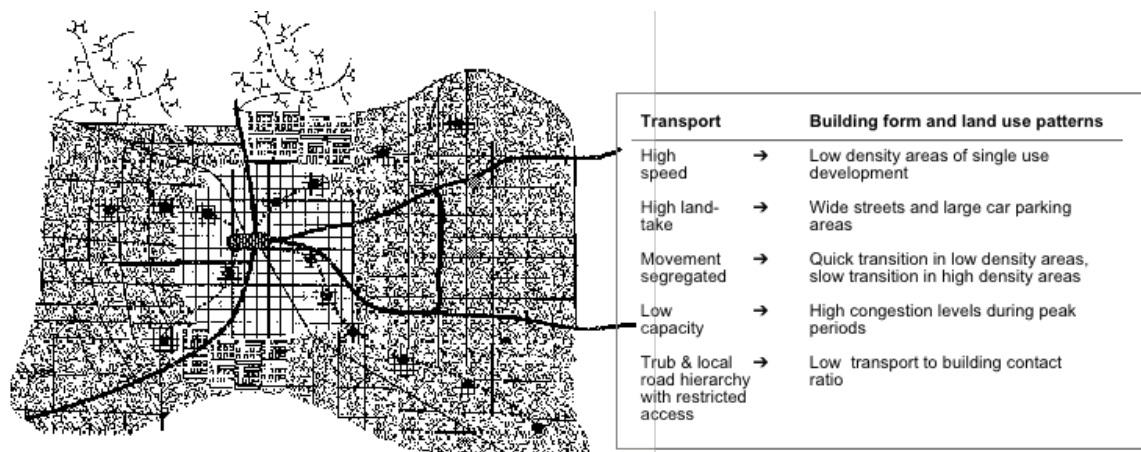 Transport Building form and land use patterns
High speed → Low density areas of single use development
High land-take → Wide streets and large car parking areas
Movement segregated → Quick transition in low density areas, slow transition in high density areas
Low capacity → High congestion levels during peak periods
Trub & local road hierarchy with restricted access → Low transport to building contact ratio